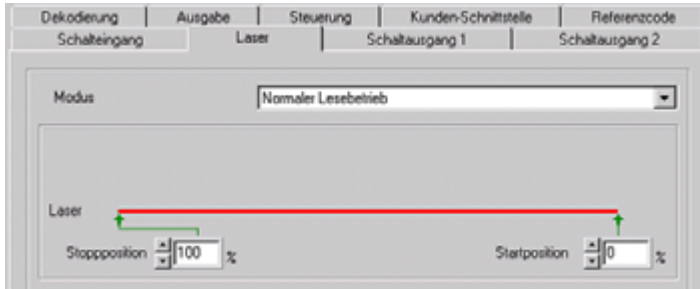 Dekodierung Ausgabe Steuerung Kunden-Schnittstelle Referenzcode
Schalteingang Laser Schaltausgang 1 Schaltausgang 2
Modus Normaler Lesebetrieb
Laser
Stoppposition 100 % Startposition 0 %